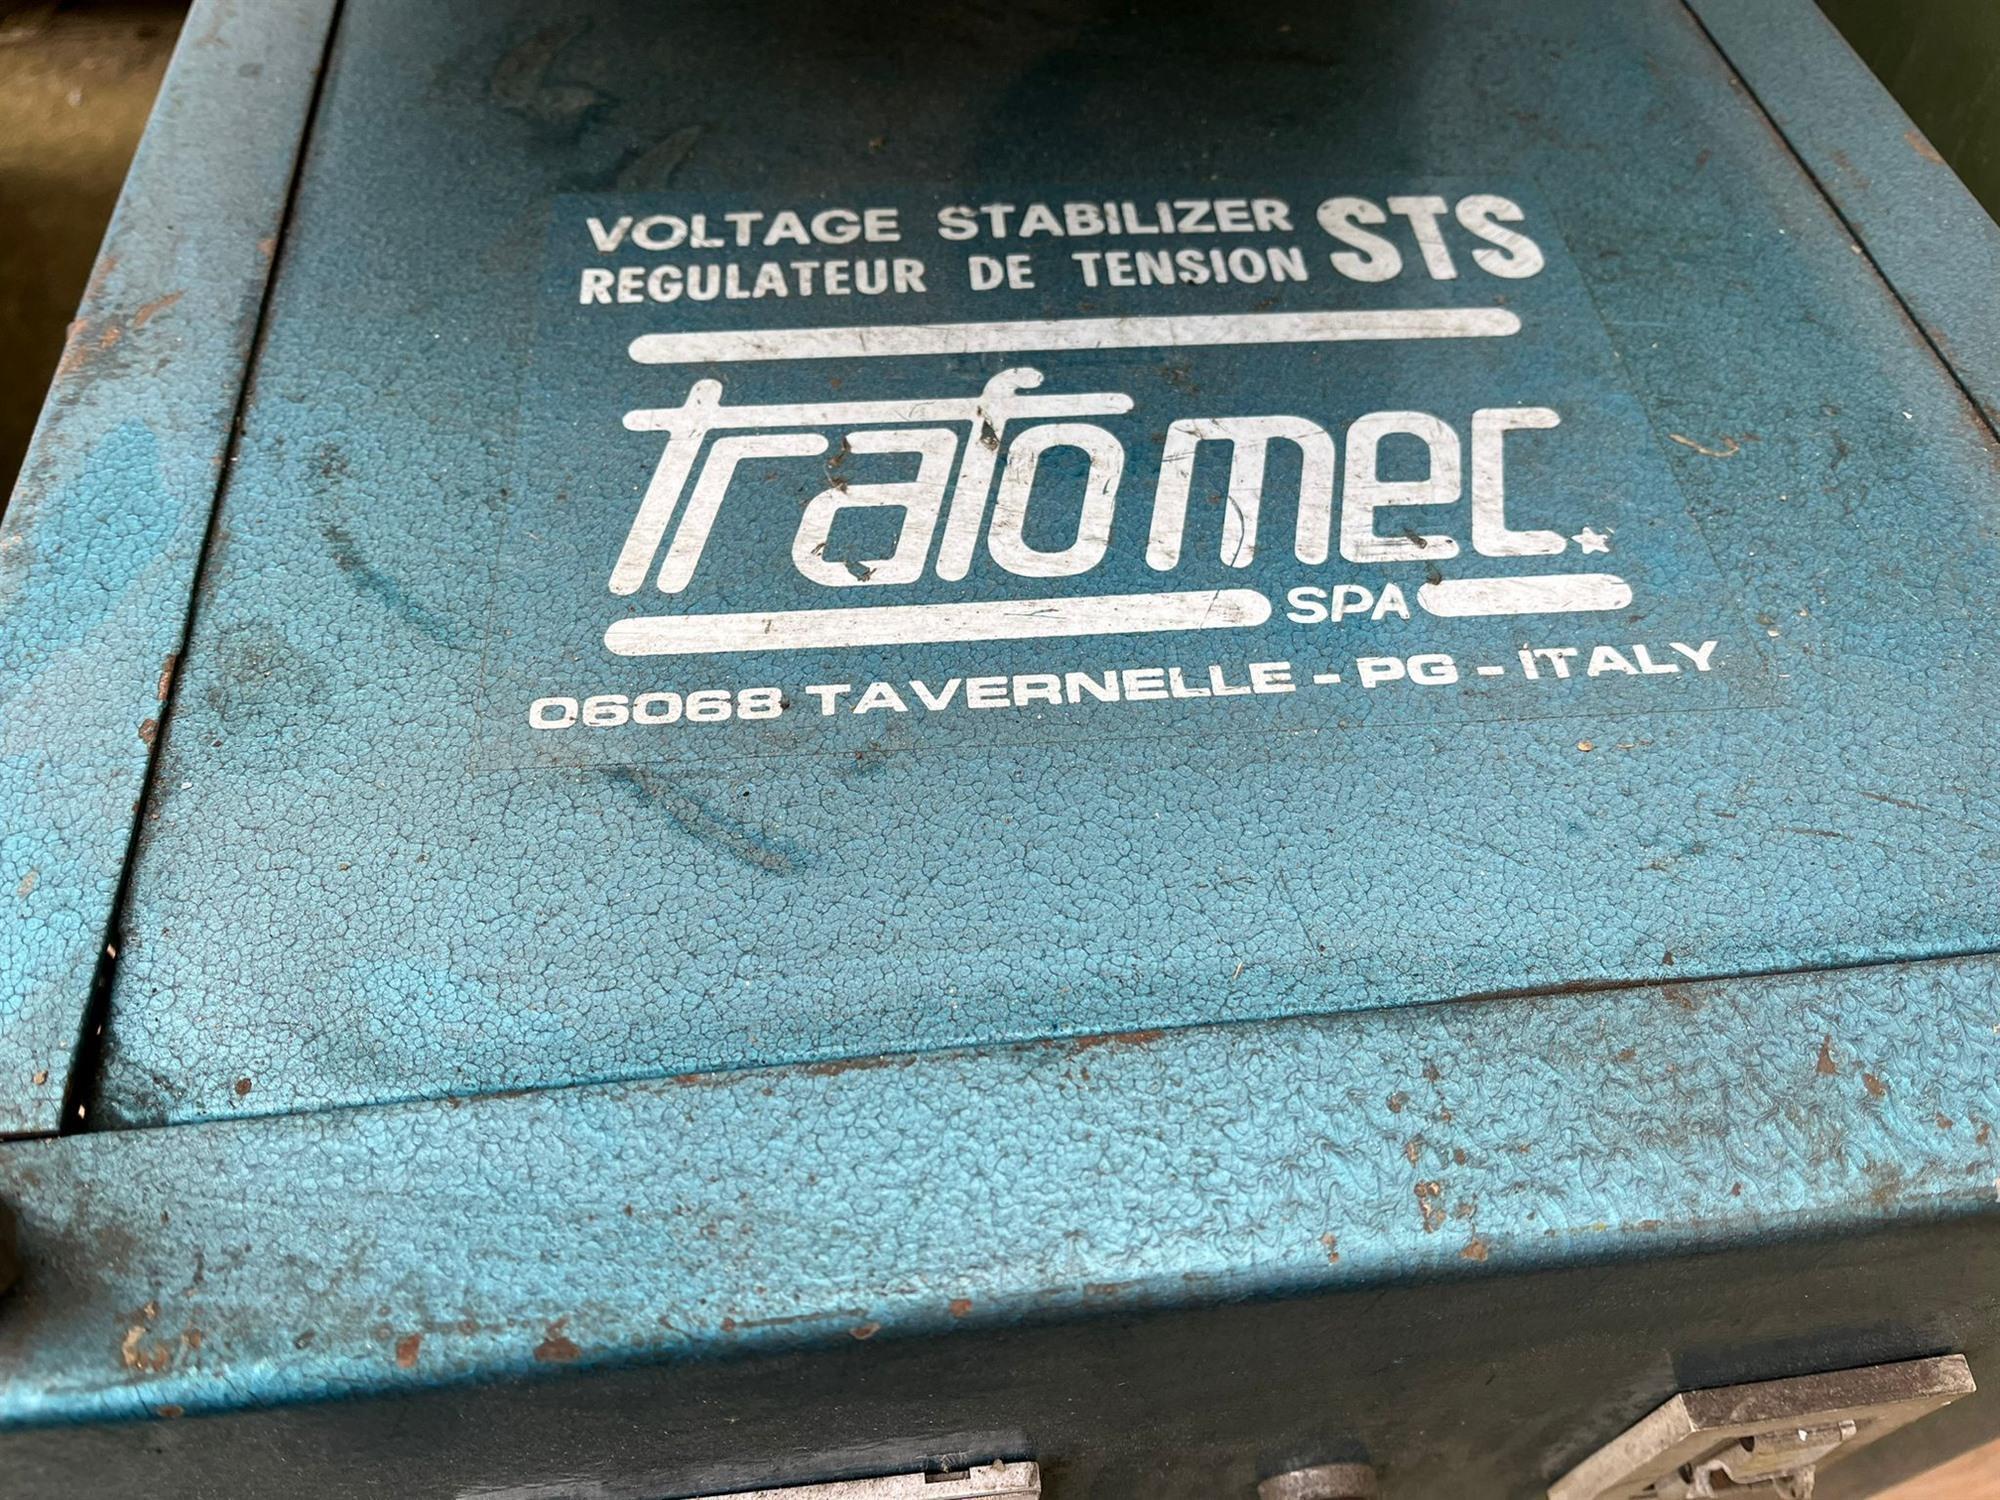 VOLTAGE STABILIZER STS
REGULATEUR DE TENSION
trafomec
SPA
06068 TAVERNELLE - PG - ITALY